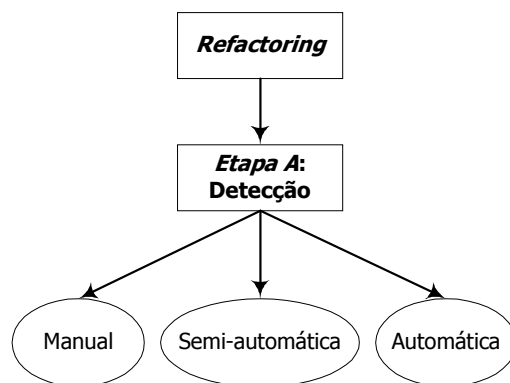 Refactoring
Etapa A:
Detecção
Manual
Semi-automática
Automática